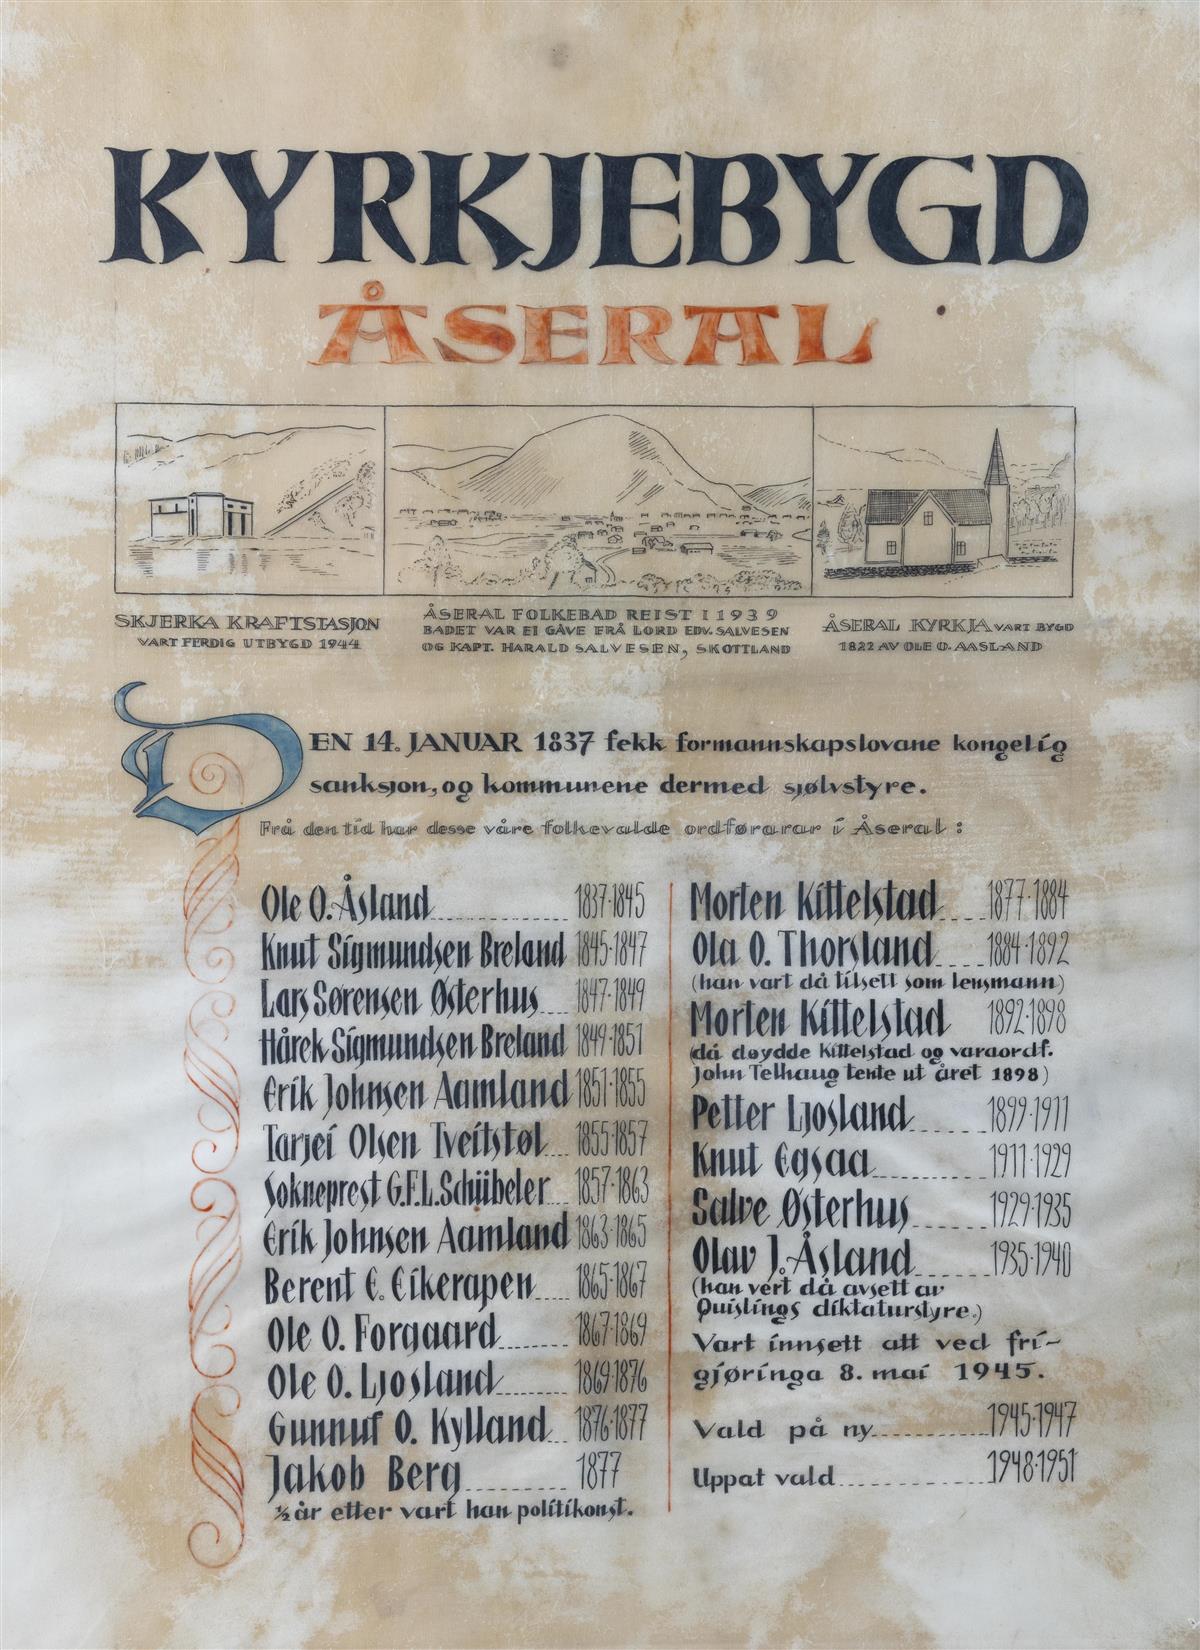 KYRKJEBYGD
ÅSERAL
SKJERKA KRAFTSTASJON
VART FERDIG UTBYGD 1944
ÅSERAL FOLKEBAD REIST I 1939
BADET VAR EI GÅVE FRÅ LORD EDV. SALVESEN
OG KAPT. HARALD SALVESEN, SKOTTLAND
ÅSERAL KYRKJA VART BYGD
1822 AV OLE O. AASLAND
DEN 14. JANUAR 1837 fekk formannskapslovane kongelig
sanksjon, og kommunene dermed sjølvstyre.
Frå den tid har desse våre folkevalde ordførarar i Åseral:
Ole O. Åsland 1837-1845
Knut Sigmundsen Breland 1845-1847
Lars Sørensen Østerhus 1847-1849
Hårek Sigmundsen Breland 1849-1851
Erik Johnsen Aamland 1851-1855
Tarjei Olsen Tveitstøl 1855-1857
Sokneprest G.F.L. Schübeler 1857-1863
Erik Johnsen Aamland 1863-1865
Berent E. Eikerapen 1865-1867
Ole O. Forgaard 1867-1869
Ole O. Ljosland 1869-1876
Gunnuf O. Kylland 1876-1877
Jakob Berg 1877
½ år etter vart han politikonst.
Morten Kittelstad 1877-1884
Ola O. Thorsland 1884-1892
(han vart då tilsett som lensmann)
Morten Kittelstad 1892-1898
(då døydde Kittelstad og varaordf.
John Telhaug tente ut året 1898)
Petter Ljosland 1899-1911
Knut Egsaa 1911-1929
Salve Østerhus 1929-1935
Olav J. Åsland 1935-1940
(han vert då avsett av
Quislings diktaturstyre.)
Vart innsett att ved fri-
gjøringa 8. mai 1945.
Vald på ny 1945-1947
Uppat vald 1948-1951